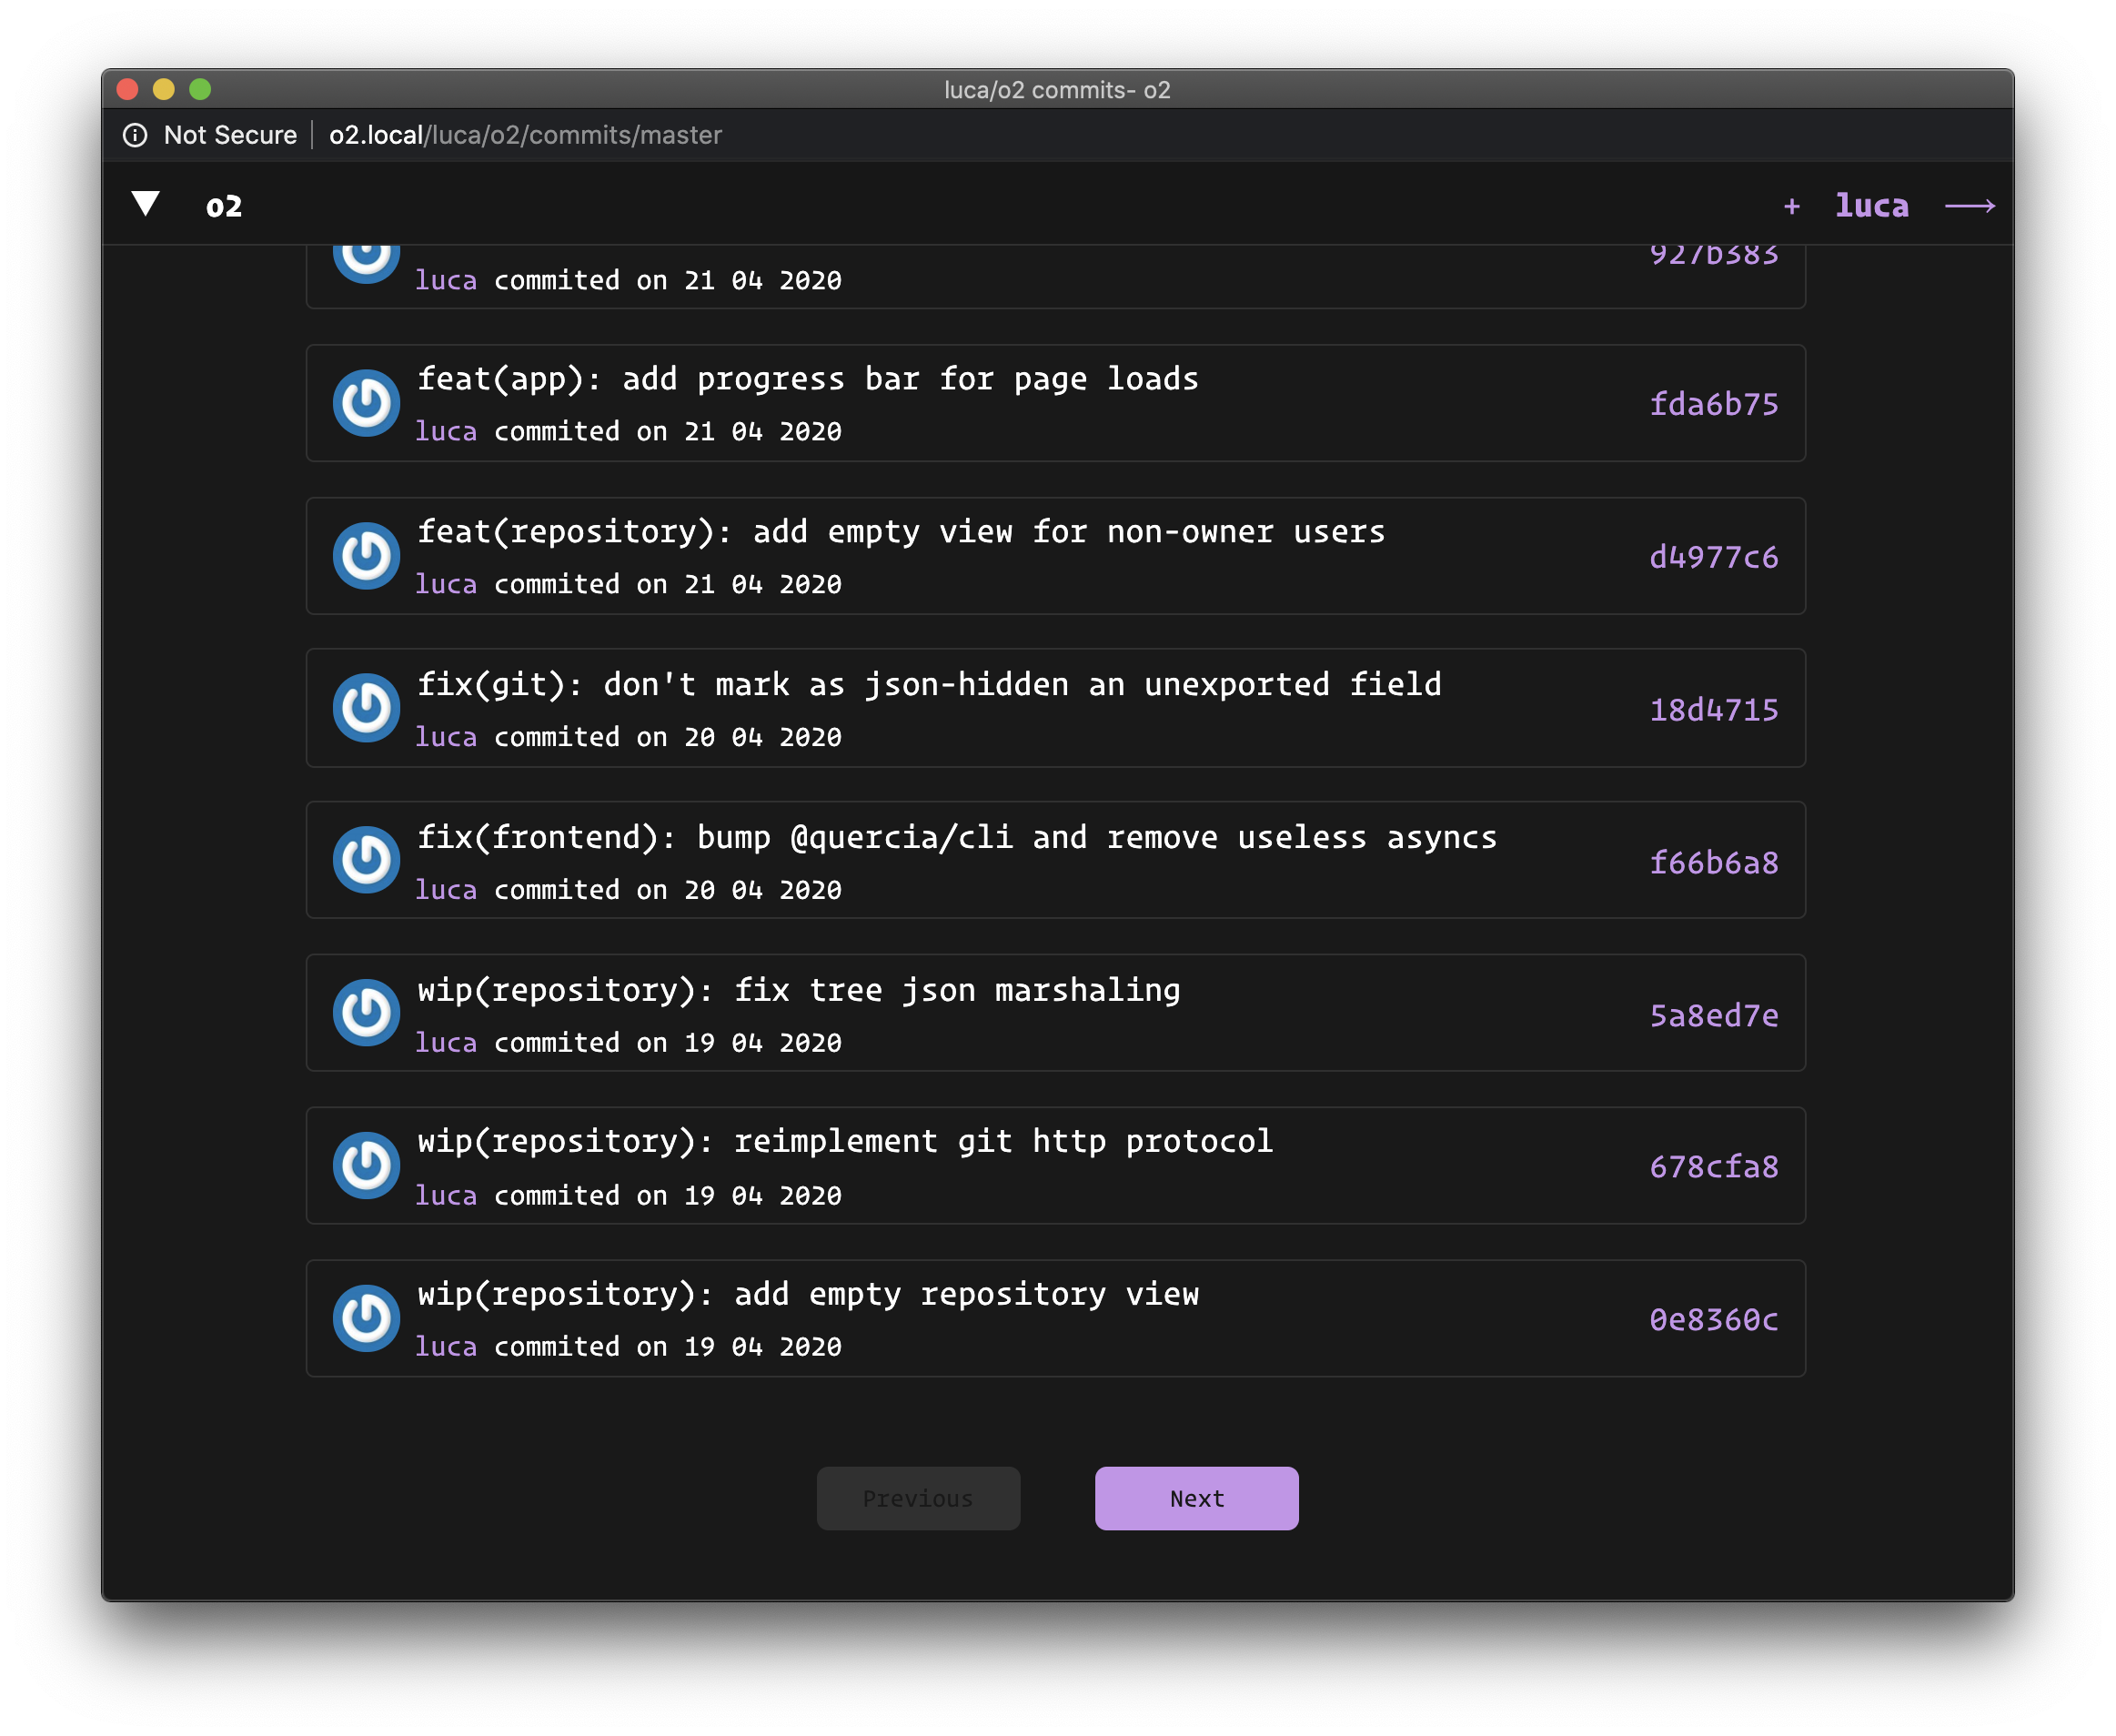 luca/o2 commits- o2
Not Secure o2.local/luca/o2/commits/master
o2 + luca ⟶
927b383
luca commited on 21 04 2020
feat(app): add progress bar for page loads
fda6b75
luca commited on 21 04 2020
feat(repository): add empty view for non-owner users
d4977c6
luca commited on 21 04 2020
fix(git): don't mark as json-hidden an unexported field
18d4715
luca commited on 20 04 2020
fix(frontend): bump @quercia/cli and remove useless asyncs
f66b6a8
luca commited on 20 04 2020
wip(repository): fix tree json marshaling
5a8ed7e
luca commited on 19 04 2020
wip(repository): reimplement git http protocol
678cfa8
luca commited on 19 04 2020
wip(repository): add empty repository view
0e8360c
luca commited on 19 04 2020
Previous Next